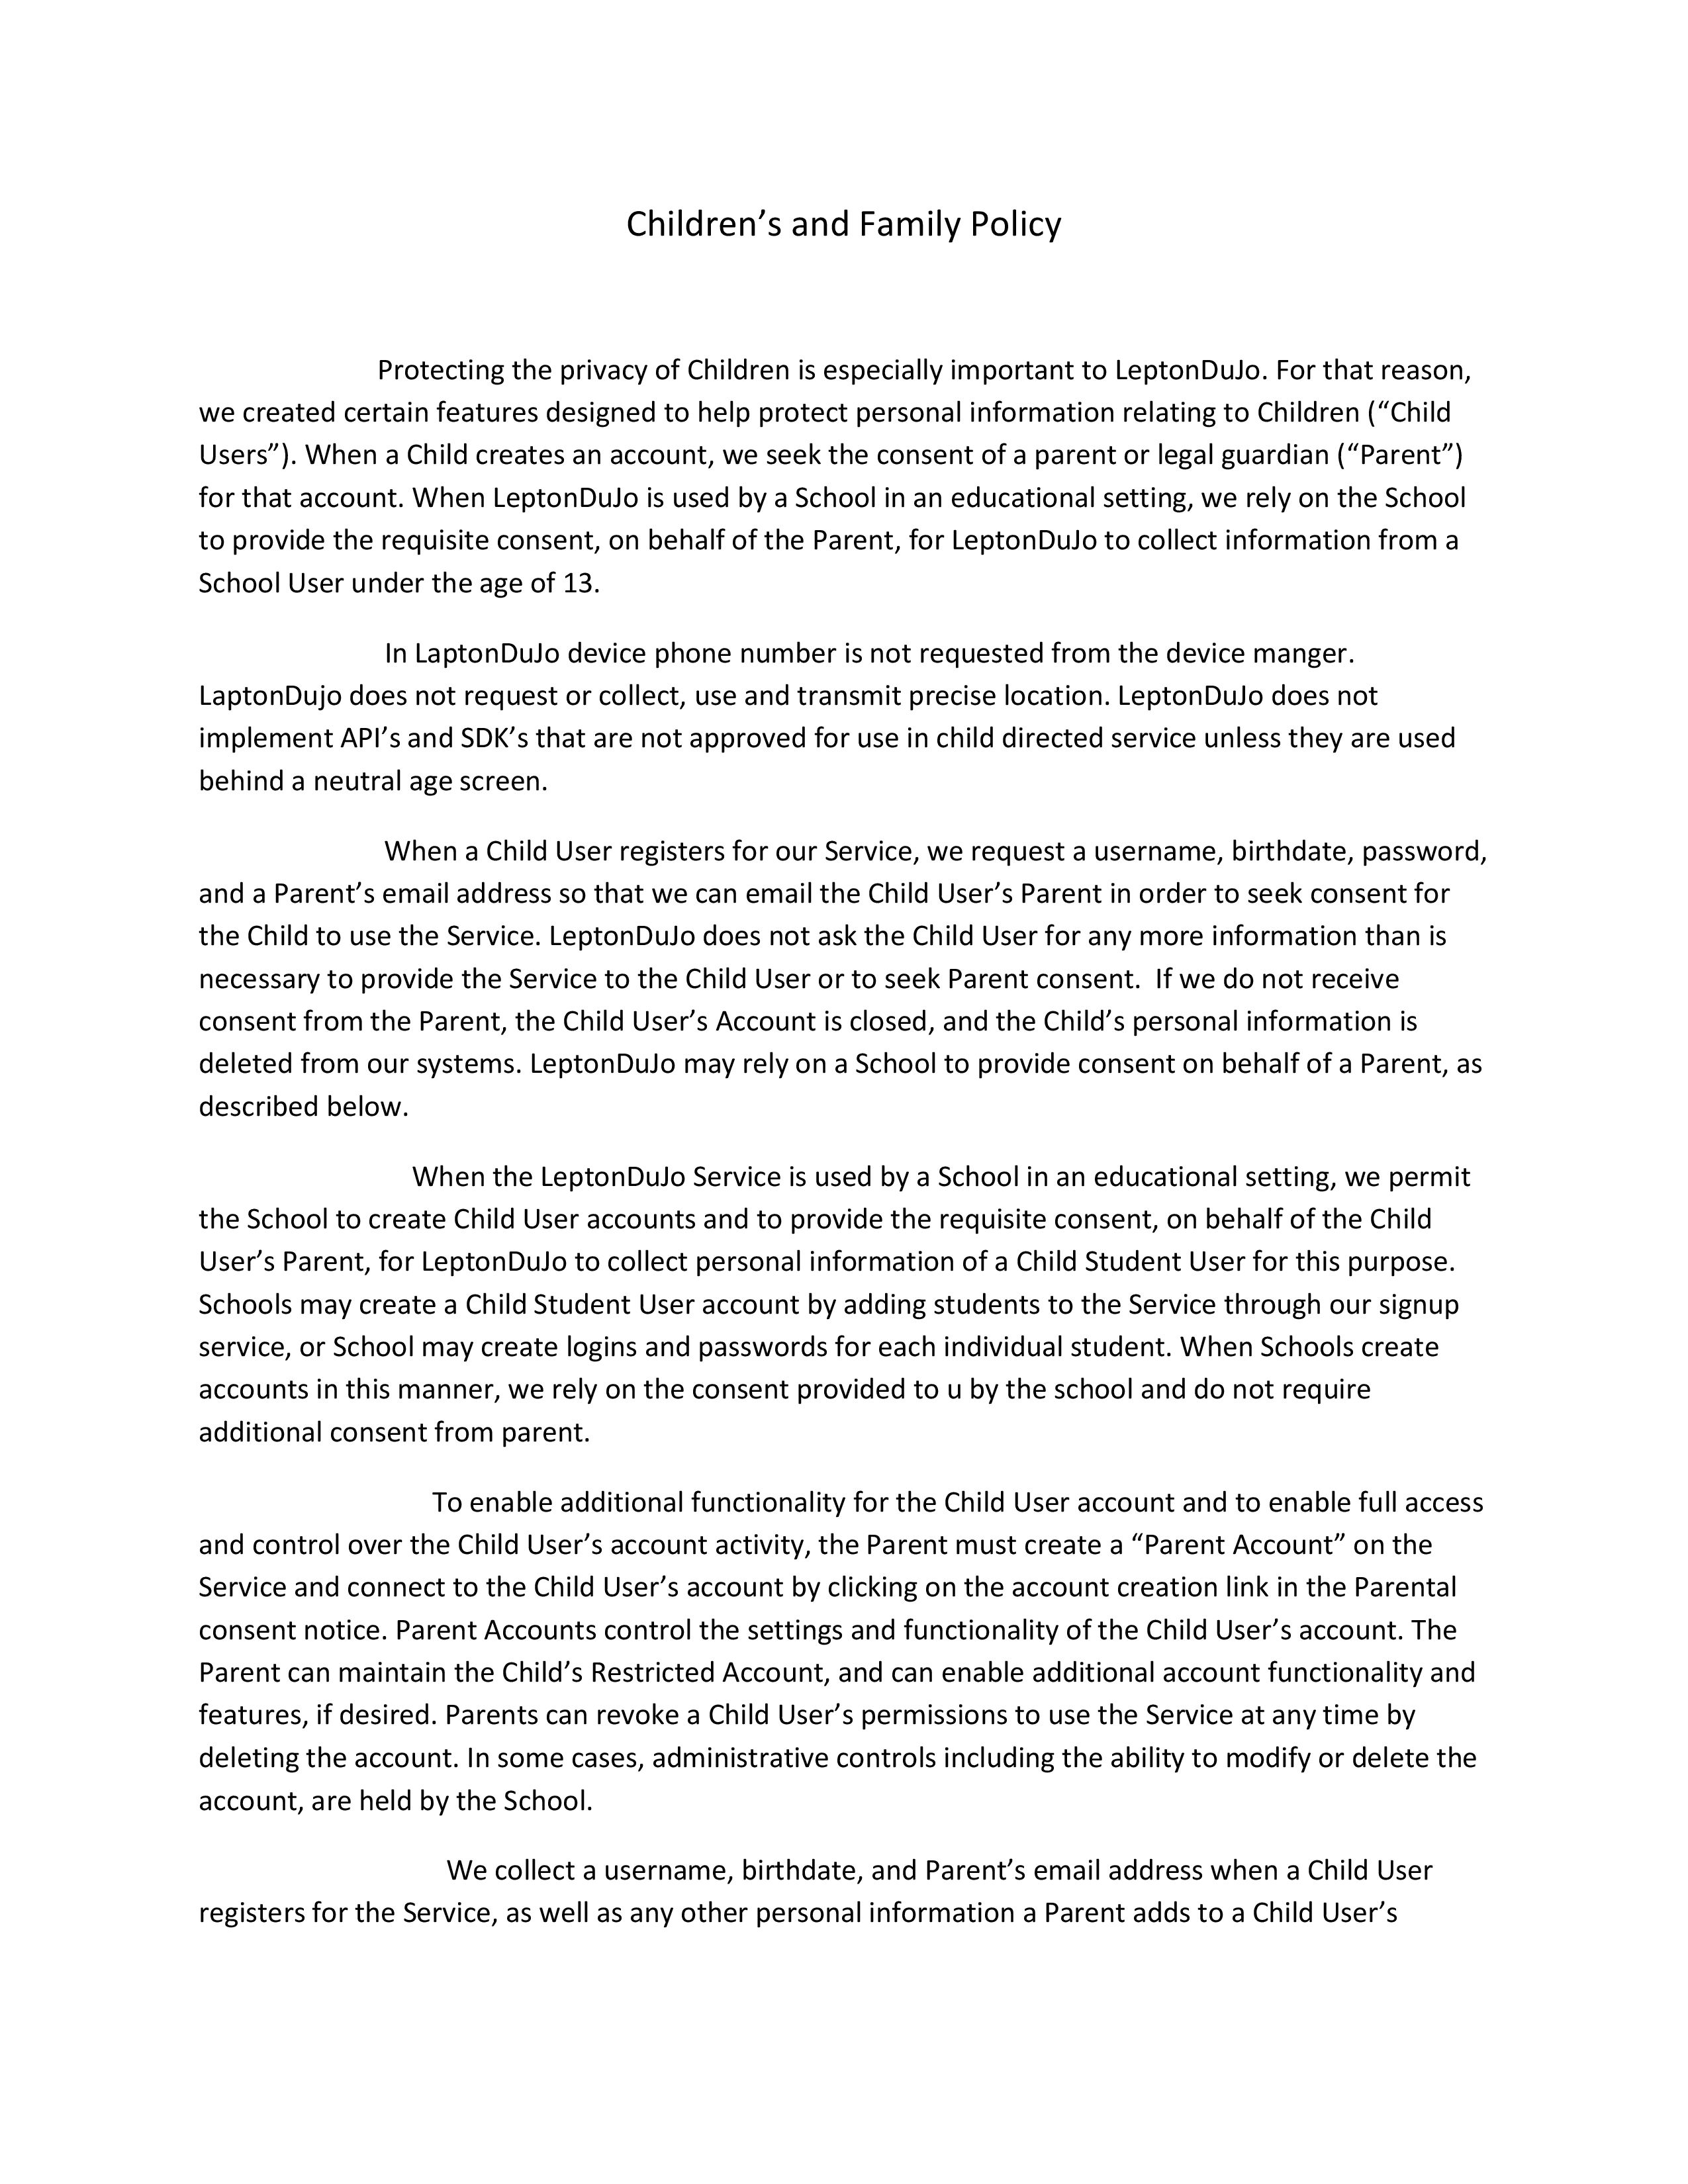 Children’s and Family Policy
Protecting the privacy of Children is especially important to LeptonDuJo. For that reason,
we created certain features designed to help protect personal information relating to Children (“Child
Users”). When a Child creates an account, we seek the consent of a parent or legal guardian (“Parent”)
for that account. When LeptonDuJo is used by a School in an educational setting, we rely on the School
to provide the requisite consent, on behalf of the Parent, for LeptonDuJo to collect information from a
School User under the age of 13.
In LaptonDuJo device phone number is not requested from the device manger.
LaptonDujo does not request or collect, use and transmit precise location. LeptonDuJo does not
implement API’s and SDK’s that are not approved for use in child directed service unless they are used
behind a neutral age screen.
When a Child User registers for our Service, we request a username, birthdate, password,
and a Parent’s email address so that we can email the Child User’s Parent in order to seek consent for
the Child to use the Service. LeptonDuJo does not ask the Child User for any more information than is
necessary to provide the Service to the Child User or to seek Parent consent.  If we do not receive
consent from the Parent, the Child User’s Account is closed, and the Child’s personal information is
deleted from our systems. LeptonDuJo may rely on a School to provide consent on behalf of a Parent, as
described below.
When the LeptonDuJo Service is used by a School in an educational setting, we permit
the School to create Child User accounts and to provide the requisite consent, on behalf of the Child
User’s Parent, for LeptonDuJo to collect personal information of a Child Student User for this purpose.
Schools may create a Child Student User account by adding students to the Service through our signup
service, or School may create logins and passwords for each individual student. When Schools create
accounts in this manner, we rely on the consent provided to u by the school and do not require
additional consent from parent.
To enable additional functionality for the Child User account and to enable full access
and control over the Child User’s account activity, the Parent must create a “Parent Account” on the
Service and connect to the Child User’s account by clicking on the account creation link in the Parental
consent notice. Parent Accounts control the settings and functionality of the Child User’s account. The
Parent can maintain the Child’s Restricted Account, and can enable additional account functionality and
features, if desired. Parents can revoke a Child User’s permissions to use the Service at any time by
deleting the account. In some cases, administrative controls including the ability to modify or delete the
account, are held by the School.
We collect a username, birthdate, and Parent’s email address when a Child User
registers for the Service, as well as any other personal information a Parent adds to a Child User’s